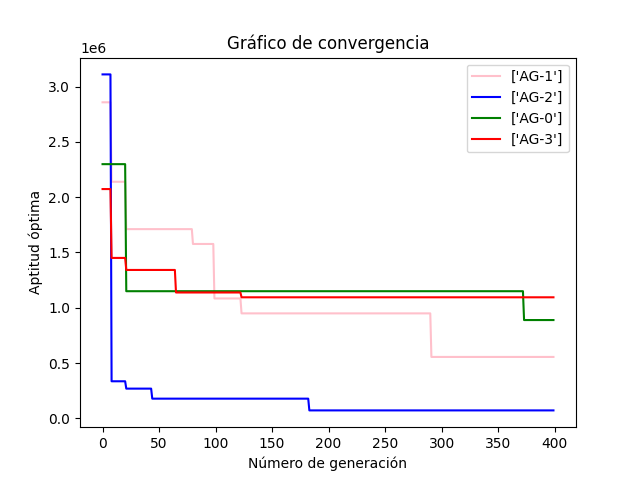 Gráfico de convergencia
1e6
['AG-1']
['AG-2']
['AG-0']
['AG-3']
Aptitud óptima
3.0
2.5
2.0
1.5
1.0
0.5
0.0
0 50 100 150 200 250 300 350 400
Número de generación